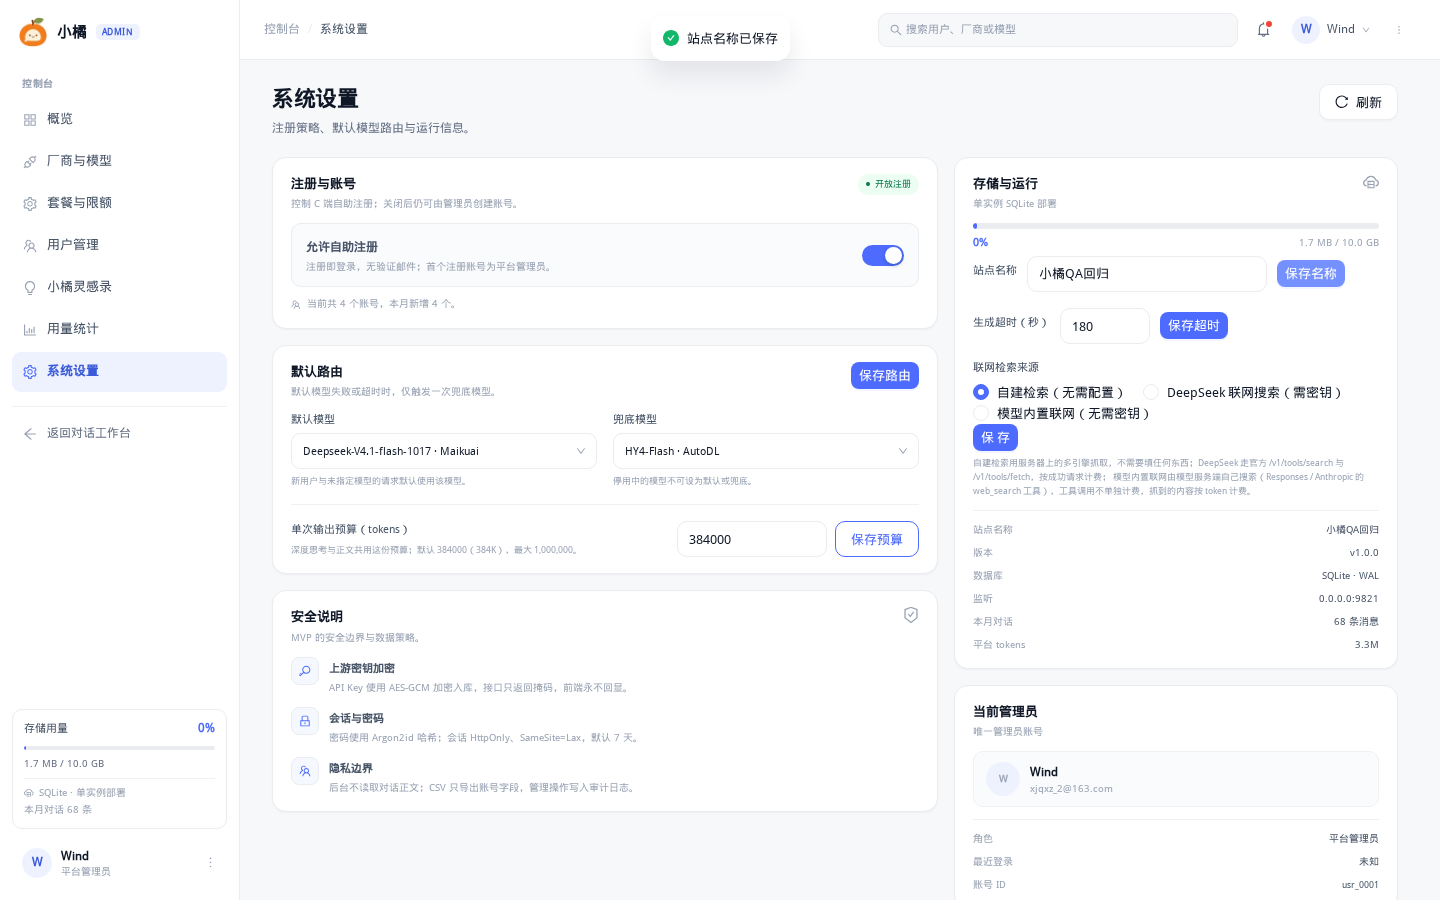 小橘 ADMIN
控制台
概览
厂商与模型
套餐与限额
用户管理
小橘灵感录
用量统计
系统设置
返回对话工作台
存储用量 0%
1.7 MB / 10.0 GB
SQLite · 单实例部署
本月对话 68 条
W Wind
平台管理员
控制台 / 系统设置
站点名称已保存
搜索用户、厂商或模型
W Wind
系统设置
注册策略、默认模型路由与运行信息。
刷新
注册与账号
开放注册
控制 C 端自助注册；关闭后仍可由管理员创建账号。
允许自助注册
注册即登录，无验证邮件；首个注册账号为平台管理员。
当前共 4 个账号，本月新增 4 个。
默认路由
保存路由
默认模型失败或超时时，仅触发一次兜底模型。
默认模型 兜底模型
Deepseek-V4.1-flash-1017 · Maikuai HY4-Flash · AutoDL
新用户与未指定模型的请求默认使用该模型。 停用中的模型不可设为默认或兜底。
单次输出预算（tokens）
深度思考与正文共用这份预算；默认 384000（384K），最大 1,000,000。
384000 保存预算
安全说明
MVP 的安全边界与数据策略。
上游密钥加密
API Key 使用 AES-GCM 加密入库，接口只返回掩码，前端永不回显。
会话与密码
密码使用 Argon2id 哈希；会话 HttpOnly、SameSite=Lax，默认 7 天。
隐私边界
后台不读取对话正文；CSV 只导出账号字段，管理操作写入审计日志。
存储与运行
单实例 SQLite 部署
0% 1.7 MB / 10.0 GB
站点名称 小橘QA回归 保存名称
生成超时（秒） 180 保存超时
联网检索来源
自建检索（无需配置） DeepSeek 联网搜索（需密钥）
模型内置联网（无需密钥）
保 存
自建检索用服务器上的多引擎抓取，不需要填任何东西；DeepSeek 走官方 /v1/tools/search 与
/v1/tools/fetch，按成功请求计费；模型内置联网由模型服务端自己搜索（Responses / Anthropic 的
web_search 工具），工具调用不单独计费，抓到的内容按 token 计费。
站点名称 小橘QA回归
版本 v1.0.0
数据库 SQLite · WAL
监听 0.0.0.0:9821
本月对话 68 条消息
平台 tokens 3.3M
当前管理员
唯一管理员账号
W Wind
xjqxz_2@163.com
角色 平台管理员
最近登录 未知
账号 ID usr_0001